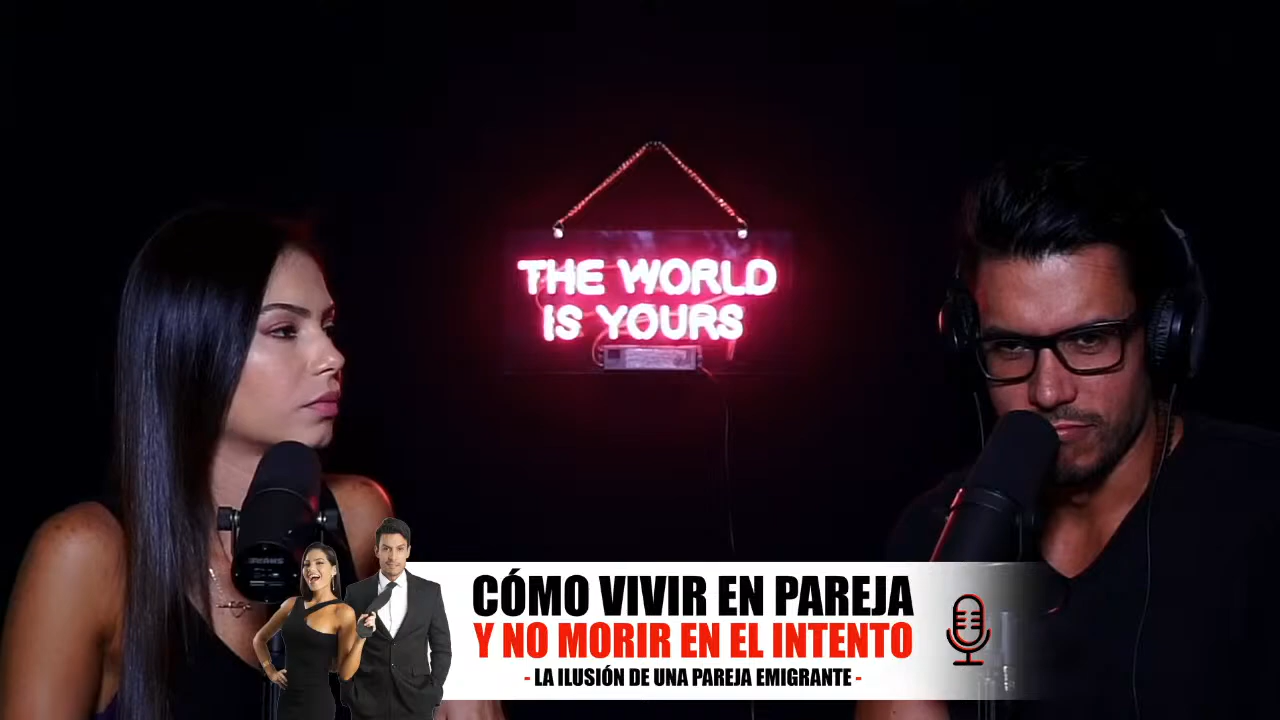 THE WORLD
IS YOURS
CÓMO VIVIR EN PAREJA
Y NO MORIR EN EL INTENTO
- LA ILUSIÓN DE UNA PAREJA EMIGRANTE -